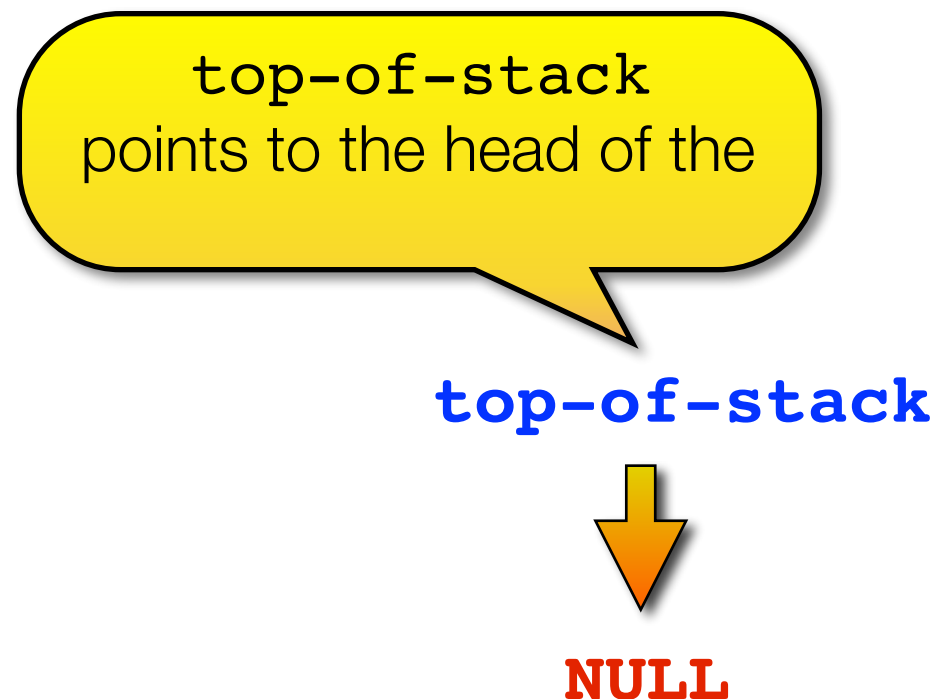 top-of-stack
points to the head of the
top-of-stack
NULL